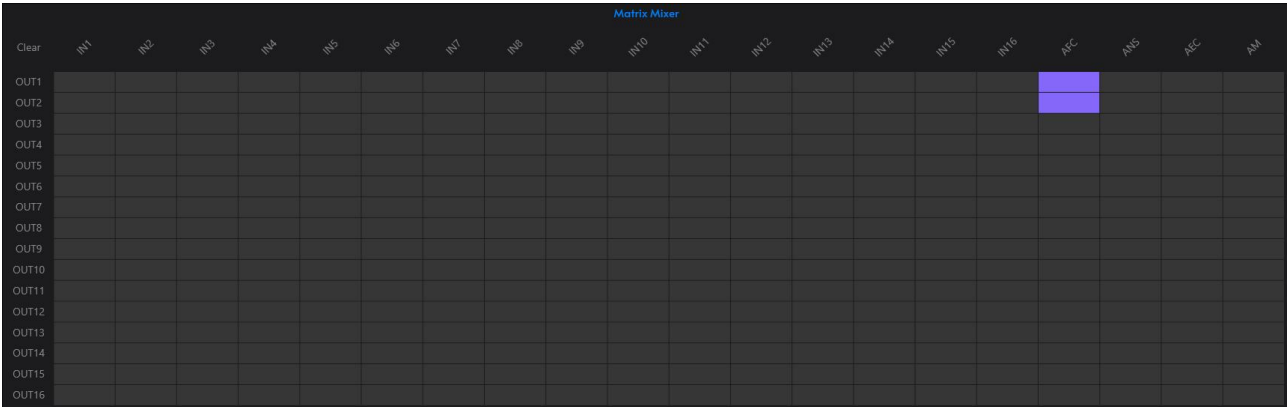 Matrix Mixer
Clear IN1 IN2 IN3 IN4 IN5 IN6 IN7 IN8 IN9 IN10 IN11 IN12 IN13 IN14 IN15 IN16 AFC ANS AEC AM
OUT1
OUT2
OUT3
OUT4
OUT5
OUT6
OUT7
OUT8
OUT9
OUT10
OUT11
OUT12
OUT13
OUT14
OUT15
OUT16